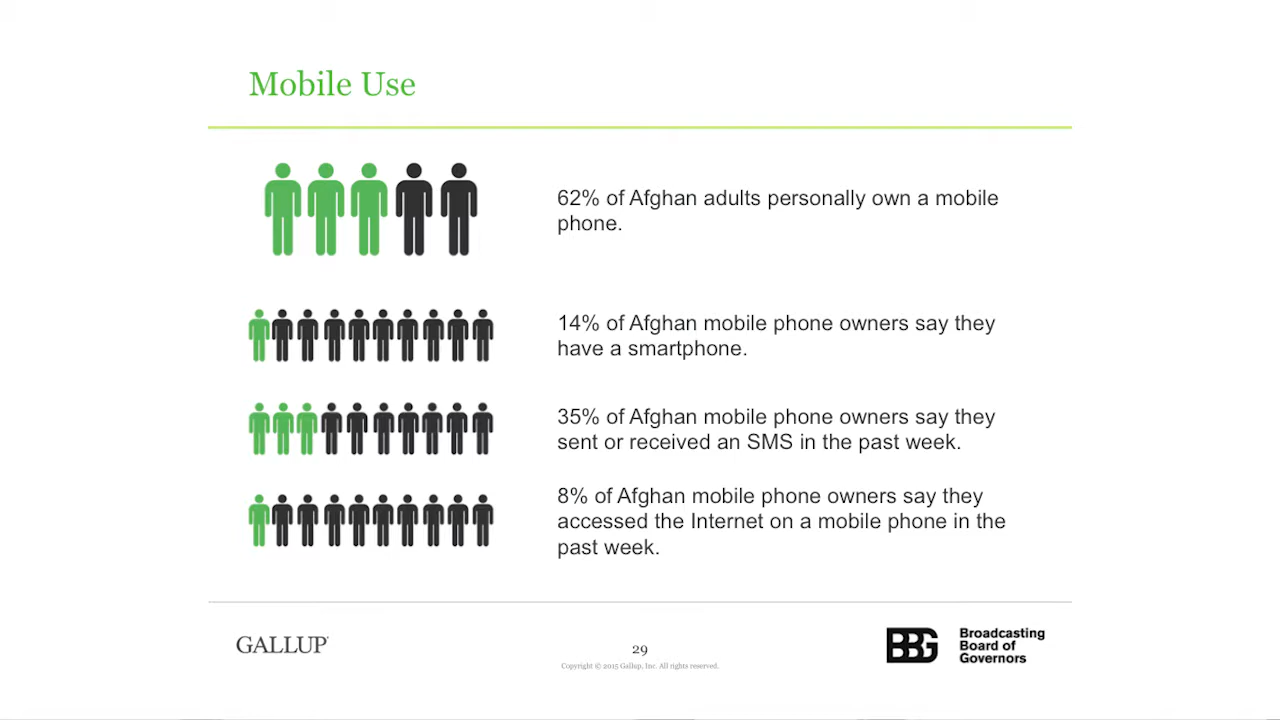 Mobile Use
62% of Afghan adults personally own a mobile
phone.
14% of Afghan mobile phone owners say they
have a smartphone.
35% of Afghan mobile phone owners say they
sent or received an SMS in the past week.
8% of Afghan mobile phone owners say they
accessed the Internet on a mobile phone in the
past week.
GALLUP
29
Copyright © 2015 Gallup, Inc. All rights reserved.
BBG
Broadcasting
Board of
Governors